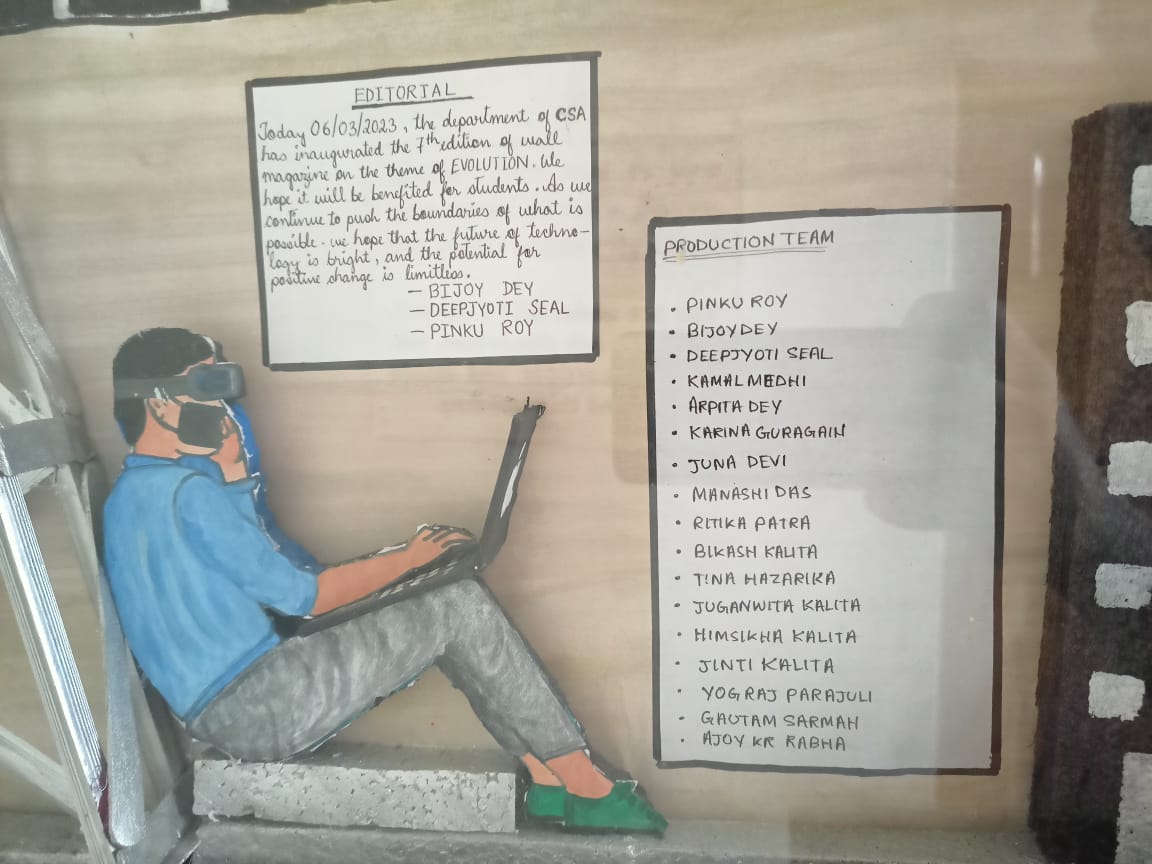 EDITORIAL
Today 06/03/2023, the department of CSA
has inaugurated the 7th edition of wall
magazine on the theme of EVOLUTION. We
hope it will be benefited for students. As we
continue to push the boundaries of what is
possible. we hope that the future of techno-
logy is bright, and the potential for
positive change is limitless.
— BIJOY DEY
— DEEPJYOTI SEAL
— PINKU ROY
PRODUCTION TEAM
• PINKU ROY
• BIJOY DEY
• DEEPJYOTI SEAL
• KAMAL MEDHI
• ARPITA DEY
• KARINA GURAGAIN
• JUNA DEVI
• MANASHI DAS
• RITIKA PATRA
• BIKASH KALITA
• TINA HAZARIKA
• JUGANWITA KALITA
• HIMSIKHA KALITA
• JINTI KALITA
• YOGRAJ PARAJULI
• GAUTAM SARMAH
• AJOY KR RABHA